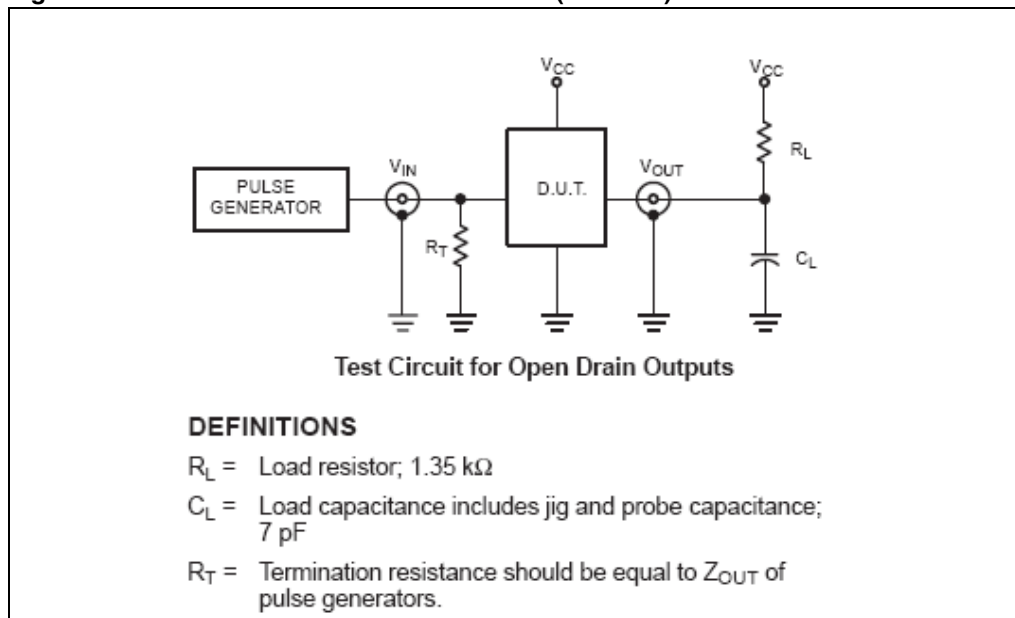 VCC
VCC
RL
VIN
VOUT
PULSE
GENERATOR
D.U.T.
RT
CL
Test Circuit for Open Drain Outputs
DEFINITIONS
RL = Load resistor; 1.35 kΩ
CL = Load capacitance includes jig and probe capacitance;
7 pF
RT = Termination resistance should be equal to ZOUT of
pulse generators.